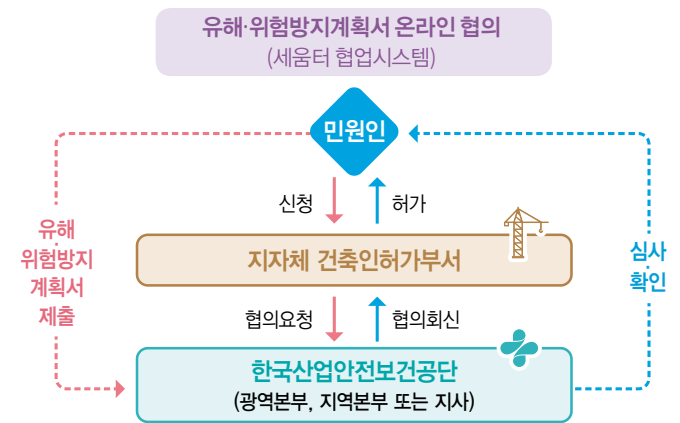 유해·위험방지계획서 온라인 협의
(세움터 협업시스템)
민원인
신청
허가
유해·
위험방지
계획서
제출
지자체 건축인허가부서
심사·
확인
협의요청
협의회신
한국산업안전보건공단
(광역본부, 지역본부 또는 지사)